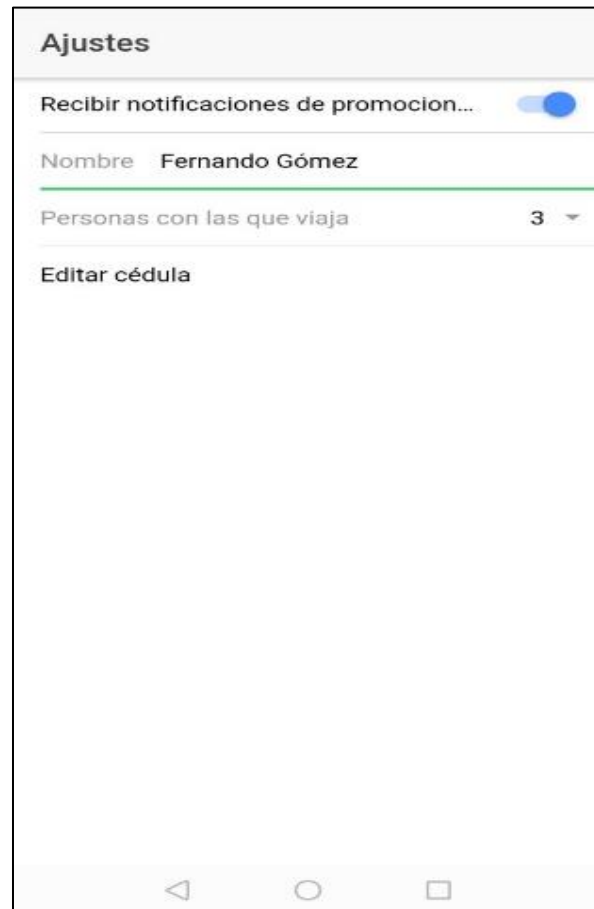 Ajustes
Recibir notificaciones de promocion...
Nombre Fernando Gómez
Personas con las que viaja 3
Editar cédula